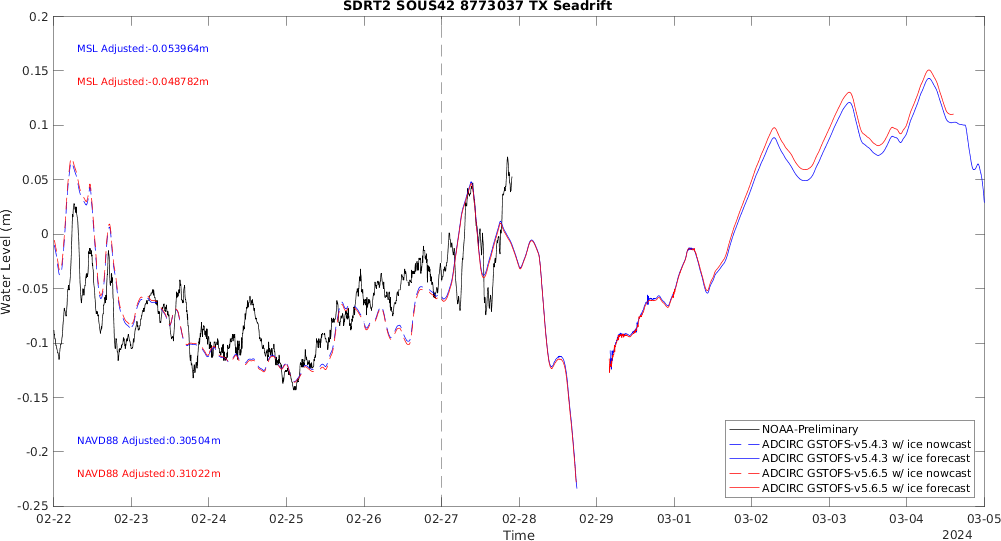 SDRT2 SOUS42 8773037 TX Seadrift
0.2
0.15
0.1
0.05
0
-0.05
-0.1
-0.15
-0.2
-0.25
Water Level (m)
MSL Adjusted:-0.053964m
MSL Adjusted:-0.048782m
NAVD88 Adjusted:0.30504m
NAVD88 Adjusted:0.31022m
NOAA-Preliminary
ADCIRC GSTOFS-v5.4.3 w/ ice nowcast
ADCIRC GSTOFS-v5.4.3 w/ ice forecast
ADCIRC GSTOFS-v5.6.5 w/ ice nowcast
ADCIRC GSTOFS-v5.6.5 w/ ice forecast
02-22 02-23 02-24 02-25 02-26 02-27 02-28 02-29 03-01 03-02 03-03 03-04 03-05
Time
2024